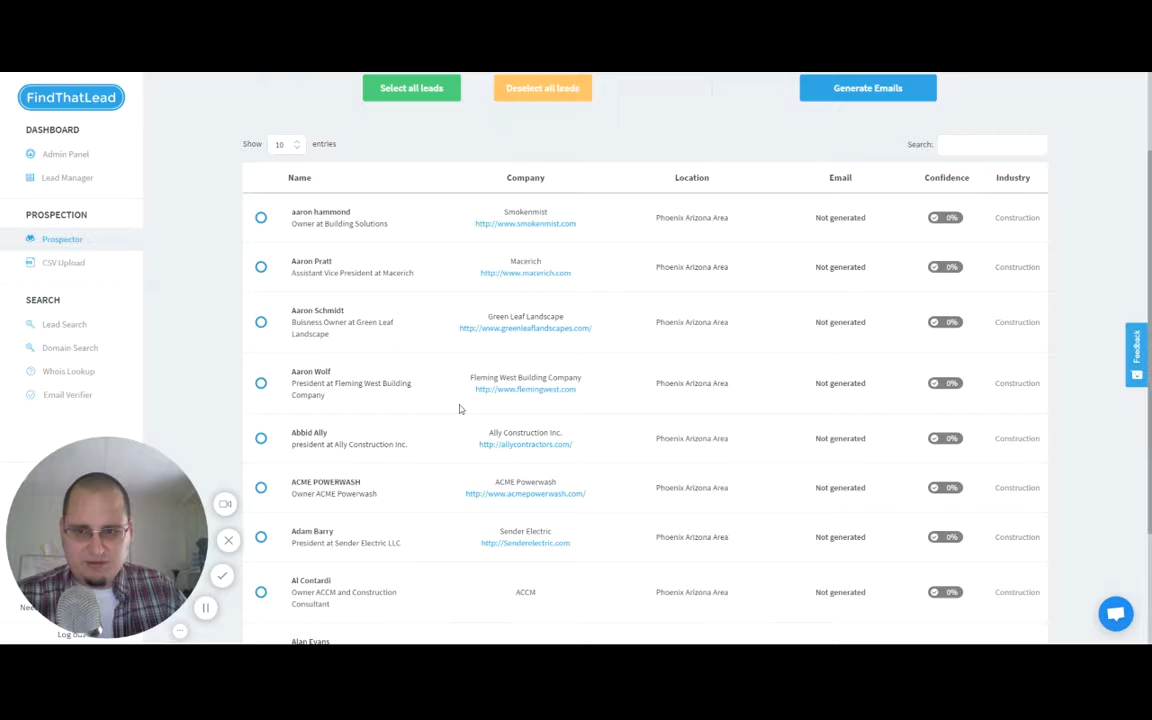 FindThatLead
DASHBOARD
Admin Panel
Lead Manager
PROSPECTION
Prospector
CSV Upload
SEARCH
Lead Search
Domain Search
Whois Lookup
Email Verifier
Log out
Select all leads
Deselect all leads
Generate Emails
Show 10 entries
Search:
Name Company Location Email Confidence Industry
aaron hammond
Owner at Building Solutions
Smokenmist
http://www.smokenmist.com
Phoenix Arizona Area
Not generated
0%
Construction
Aaron Pratt
Assistant Vice President at Macerich
Macerich
http://www.macerich.com
Phoenix Arizona Area
Not generated
0%
Construction
Aaron Schmidt
Buisness Owner at Green Leaf
Landscape
Green Leaf Landscape
http://www.greenleaflandscapes.com/
Phoenix Arizona Area
Not generated
0%
Construction
Aaron Wolf
President at Fleming West Building
Company
Fleming West Building Company
http://www.flemingwest.com
Phoenix Arizona Area
Not generated
0%
Construction
Abbid Ally
president at Ally Construction Inc.
Ally Construction Inc.
http://allycontractors.com/
Phoenix Arizona Area
Not generated
0%
Construction
ACME POWERWASH
Owner ACME Powerwash
ACME Powerwash
http://www.acmepowerwash.com/
Phoenix Arizona Area
Not generated
0%
Construction
Adam Barry
President at Sender Electric LLC
Sender Electric
http://Senderelectric.com
Phoenix Arizona Area
Not generated
0%
Construction
Al Contardi
Owner ACCM and Construction
Consultant
ACCM
Phoenix Arizona Area
Not generated
0%
Construction
Alan Evans
Feedback